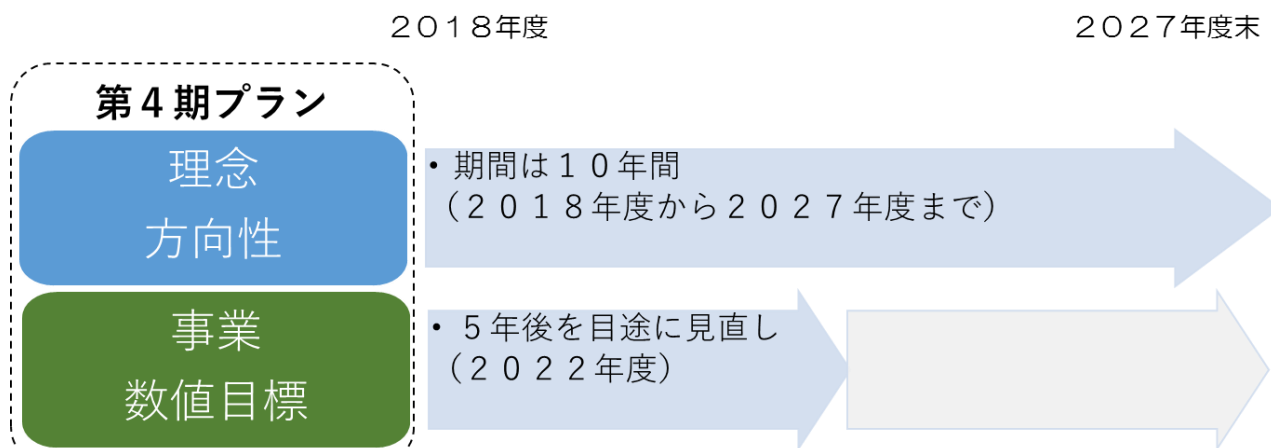 ２０１８年度
２０２７年度末
第４期プラン
理念
方向性
・期間は１０年間
（２０１８年度から２０２７年度まで）
事業
数値目標
・５年後を目途に見直し
（２０２２年度）